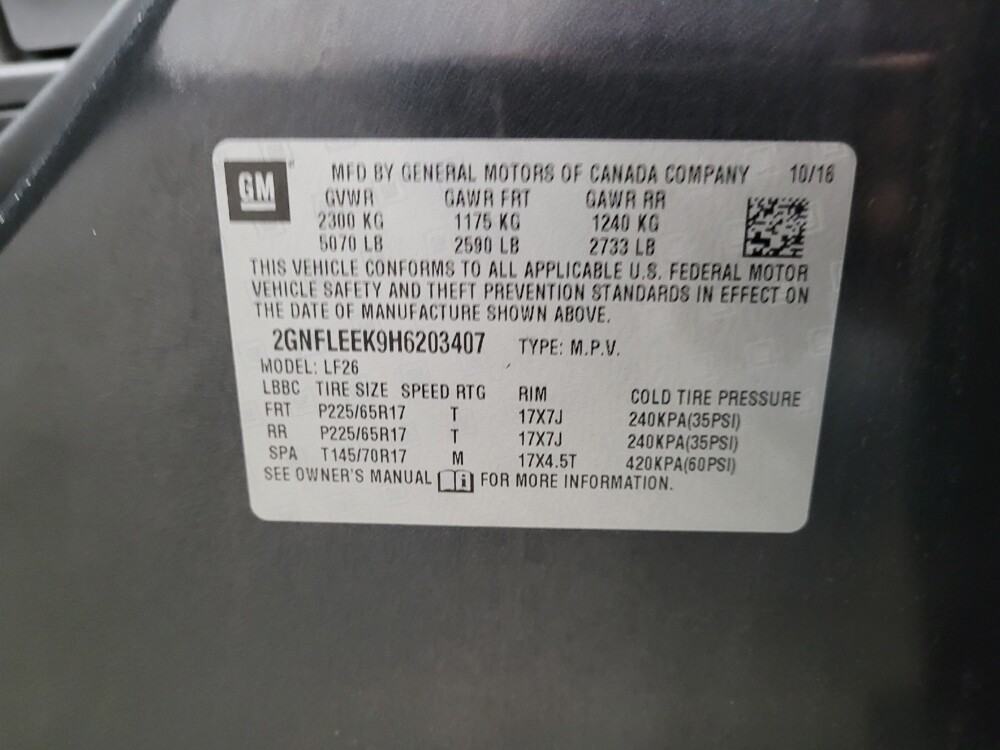 GM
MFD BY GENERAL MOTORS OF CANADA COMPANY 10/16
GVWR GAWR FRT GAWR RR
2300 KG 1175 KG 1240 KG
5070 LB 2590 LB 2733 LB
THIS VEHICLE CONFORMS TO ALL APPLICABLE U.S. FEDERAL MOTOR
VEHICLE SAFETY AND THEFT PREVENTION STANDARDS IN EFFECT ON
THE DATE OF MANUFACTURE SHOWN ABOVE.
2GNFLEEK9H6203407 TYPE: M.P.V.
MODEL: LF26
LBBC TIRE SIZE SPEED RTG RIM COLD TIRE PRESSURE
FRT P225/65R17 T 17X7J 240KPA(35PSI)
RR P225/65R17 T 17X7J 240KPA(35PSI)
SPA T145/70R17 M 17X4.5T 420KPA(60PSI)
SEE OWNER'S MANUAL i FOR MORE INFORMATION.